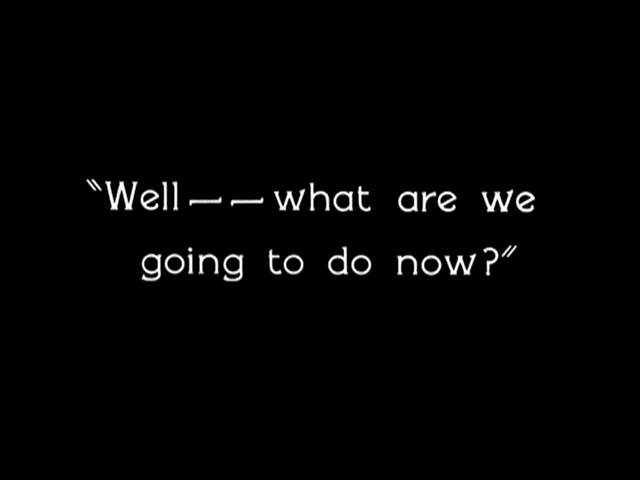 "Well — — what are we
going to do now?"